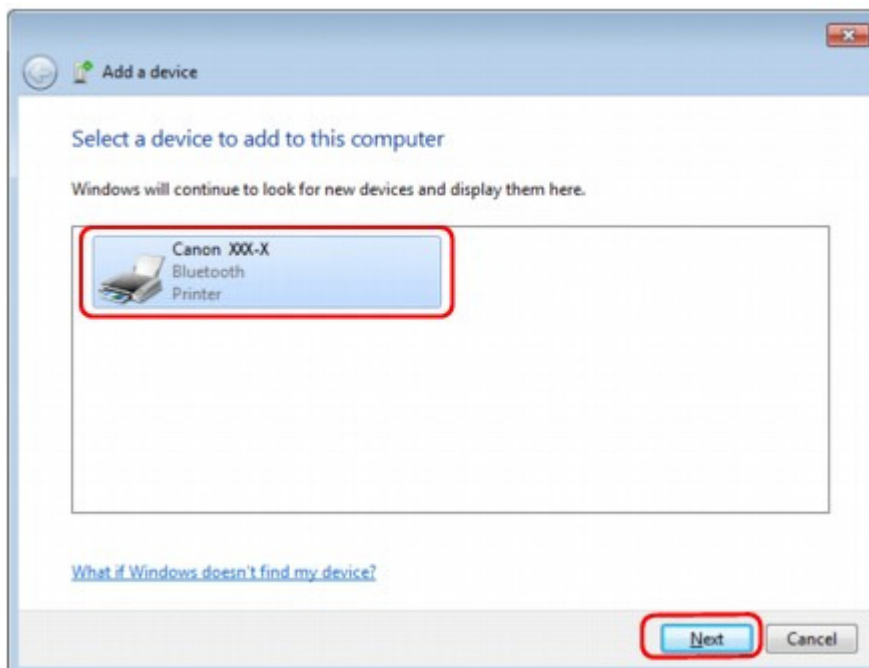 Add a device
Select a device to add to this computer
Windows will continue to look for new devices and display them here.
Canon XXX-X
Bluetooth
Printer
What if Windows doesn't find my device?
Next
Cancel